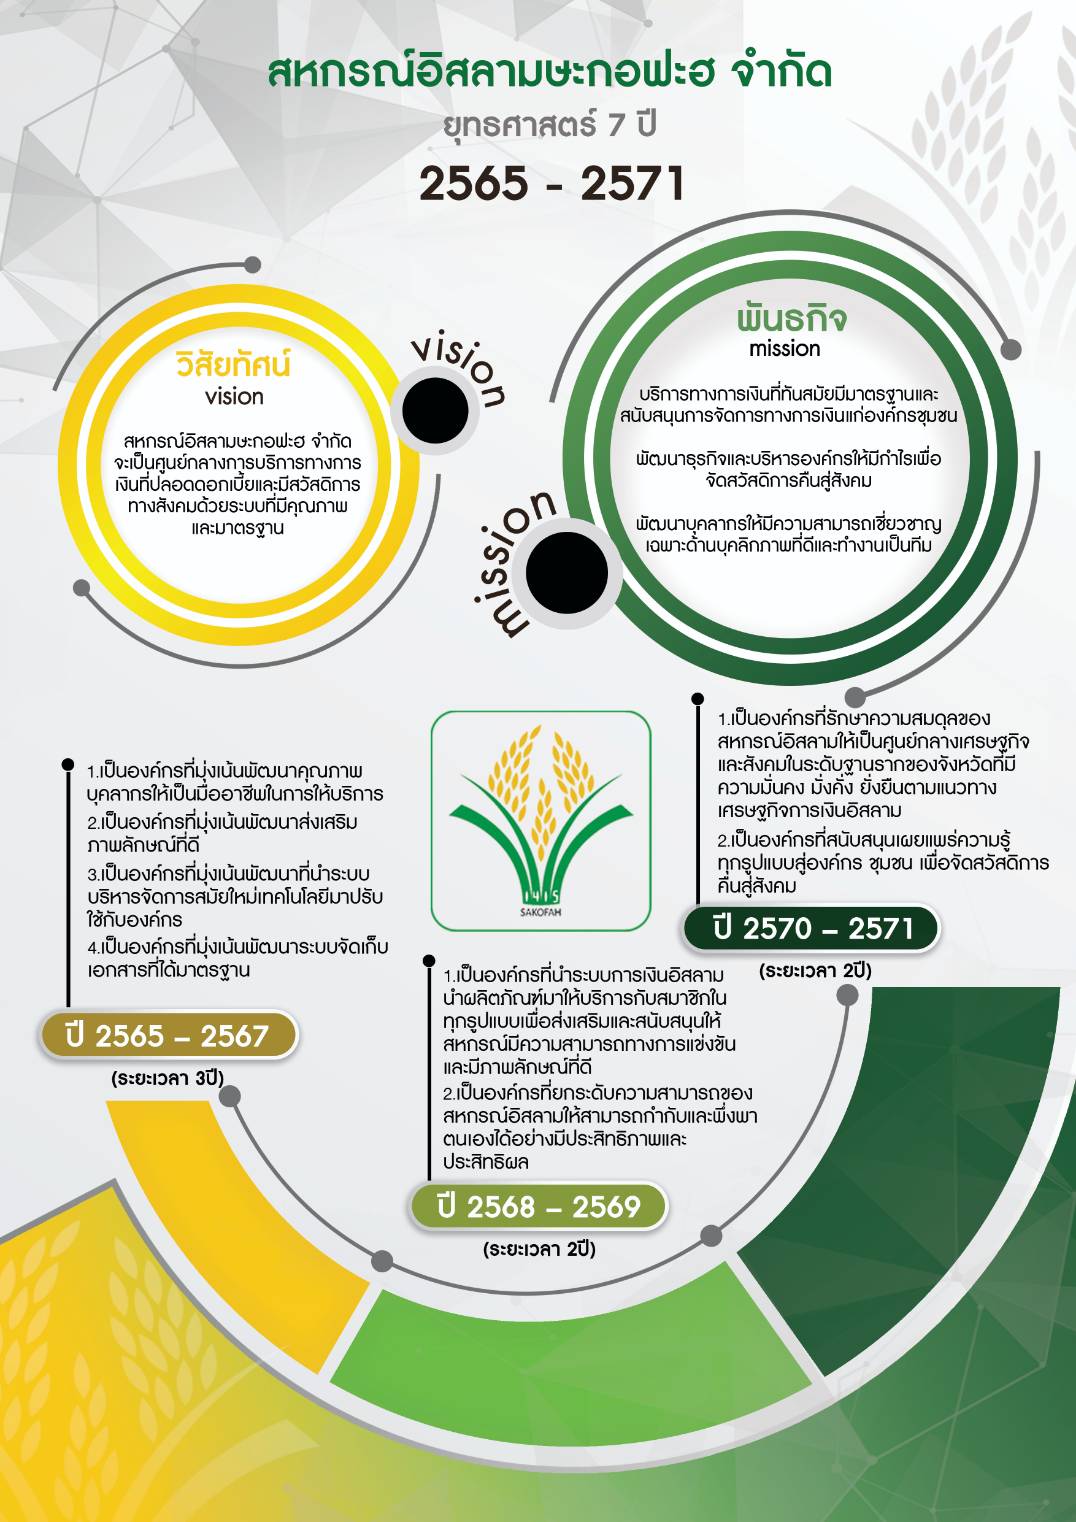 สหกรณ์อิสลามษะกอฟะฮ จำกัด
ยุทธศาสตร์ 7 ปี
2565 - 2571
วิสัยทัศน์
vision
สหกรณ์อิสลามษะกอฟะฮ จำกัด
จะเป็นศูนย์กลางการบริการทางการ
เงินที่ปลอดดอกเบี้ยและมีสวัสดิการ
ทางสังคมด้วยระบบที่มีคุณภาพ
และมาตรฐาน
vision
พันธกิจ
mission
บริการทางการเงินที่ทันสมัยมีมาตรฐานและ
สนับสนุนการจัดการทางการเงินแก่องค์กรชุมชน
พัฒนาธุรกิจและบริหารองค์กรให้มีกำไรเพื่อ
จัดสวัสดิการคืนสู่สังคม
พัฒนาบุคลากรให้มีความสามารถเชี่ยวชาญ
เฉพาะด้านบุคลิกภาพที่ดีและทำงานเป็นทีม
mission
1.เป็นองค์กรที่มุ่งเน้นพัฒนาคุณภาพ
บุคลากรให้เป็นมืออาชีพในการให้บริการ
2.เป็นองค์กรที่มุ่งเน้นพัฒนาส่งเสริม
ภาพลักษณ์ที่ดี
3.เป็นองค์กรที่มุ่งเน้นพัฒนาที่นำระบบ
บริหารจัดการสมัยใหม่เทคโนโลยีมาปรับ
ใช้กับองค์กร
4.เป็นองค์กรที่มุ่งเน้นพัฒนาระบบจัดเก็บ
เอกสารที่ได้มาตรฐาน
ปี 2565 – 2567
(ระยะเวลา 3ปี)
1415
SAKOFAH
1.เป็นองค์กรที่นำระบบการเงินอิสลาม
นำผลิตภัณฑ์มาให้บริการกับสมาชิกใน
ทุกรูปแบบเพื่อส่งเสริมและสนับสนุนให้
สหกรณ์มีความสามารถทางการแข่งขัน
และมีภาพลักษณ์ที่ดี
2.เป็นองค์กรที่ยกระดับความสามารถของ
สหกรณ์อิสลามให้สามารถกำกับและพึ่งพา
ตนเองได้อย่างมีประสิทธิภาพและ
ประสิทธิผล
ปี 2568 – 2569
(ระยะเวลา 2ปี)
1.เป็นองค์กรที่รักษาความสมดุลของ
สหกรณ์อิสลามให้เป็นศูนย์กลางเศรษฐกิจ
และสังคมในระดับฐานรากของจังหวัดที่มี
ความมั่นคง มั่งคั่ง ยั่งยืนตามแนวทาง
เศรษฐกิจการเงินอิสลาม
2.เป็นองค์กรที่สนับสนุนเผยแพร่ความรู้
ทุกรูปแบบสู่องค์กร ชุมชน เพื่อจัดสวัสดิการ
คืนสู่สังคม
ปี 2570 – 2571
(ระยะเวลา 2ปี)